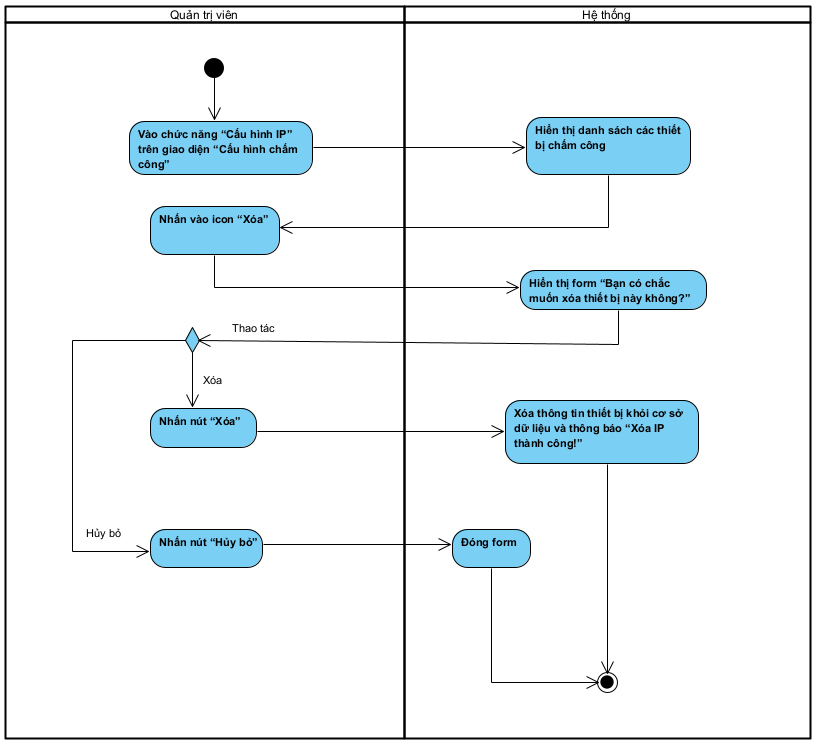 Quản trị viên
Hệ thống
Vào chức năng “Cấu hình IP”
trên giao diện “Cấu hình chấm
công”
Hiển thị danh sách các thiết
bị chấm công
Nhấn vào icon “Xóa”
Hiển thị form “Bạn có chắc
muốn xóa thiết bị này không?”
Thao tác
Xóa
Nhấn nút “Xóa”
Xóa thông tin thiết bị khỏi cơ sở
dữ liệu và thông báo “Xóa IP
thành công!”
Hủy bỏ
Nhấn nút “Hủy bỏ”
Đóng form